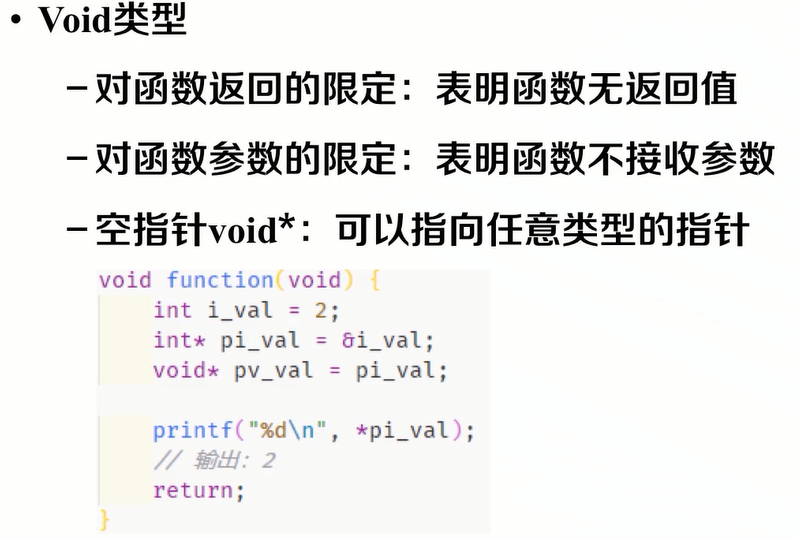 • Void类型
–对函数返回的限定：表明函数无返回值
–对函数参数的限定：表明函数不接收参数
–空指针void*：可以指向任意类型的指针
void function(void) {
    int i_val = 2;
    int* pi_val = &i_val;
    void* pv_val = pi_val;
    printf("%d\n", *pi_val);
    // 输出：2
    return;
}